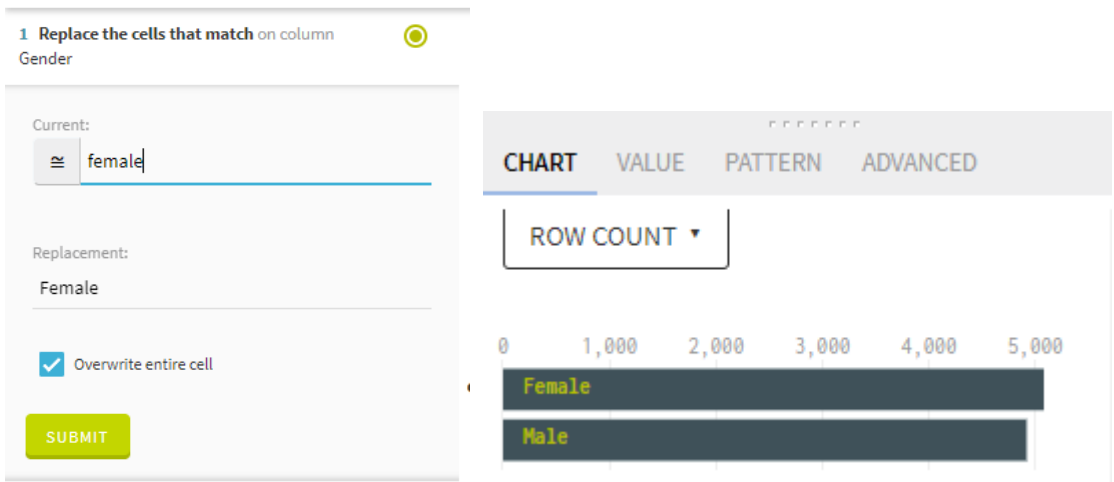 1 Replace the cells that match on column
Gender
Current:
≅ female
Replacement:
Female
Overwrite entire cell
SUBMIT
CHART VALUE PATTERN ADVANCED
ROW COUNT
0 1,000 2,000 3,000 4,000 5,000
Female
Male